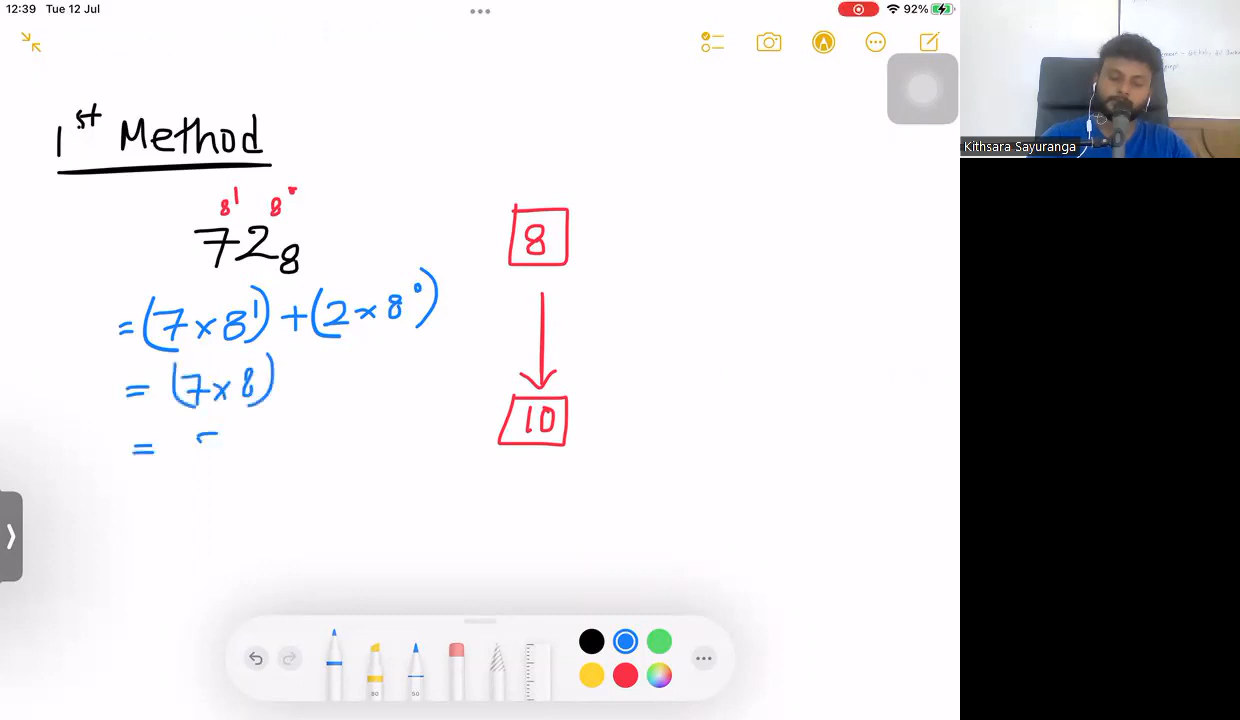 12:39 Tue 12 Jul
92%
1st Method
8¹ 8⁰
72₈
= (7 × 8¹) + (2 × 8⁰)
= (7 × 8)
=
8
10
Kithsara Sayuranga
50